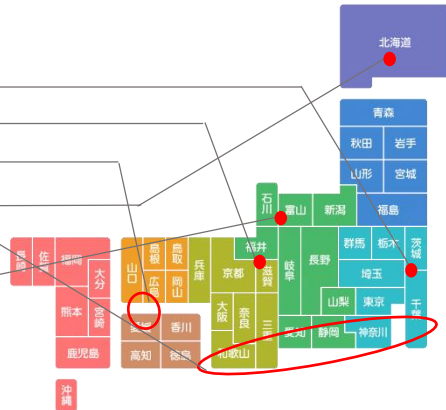 北海道
青森
秋田 岩手
山形 宮城
石川 富山 新潟 福島
福井 群馬 栃木 茨城
長崎 佐賀 福岡 大分 山口 島根 鳥取 兵庫 京都 滋賀 岐阜 長野 埼玉
広島 岡山
熊本 宮崎 大阪 奈良 三重 山梨 東京 千葉
愛媛 香川 愛知 静岡 神奈川
鹿児島 高知 徳島 和歌山
沖縄